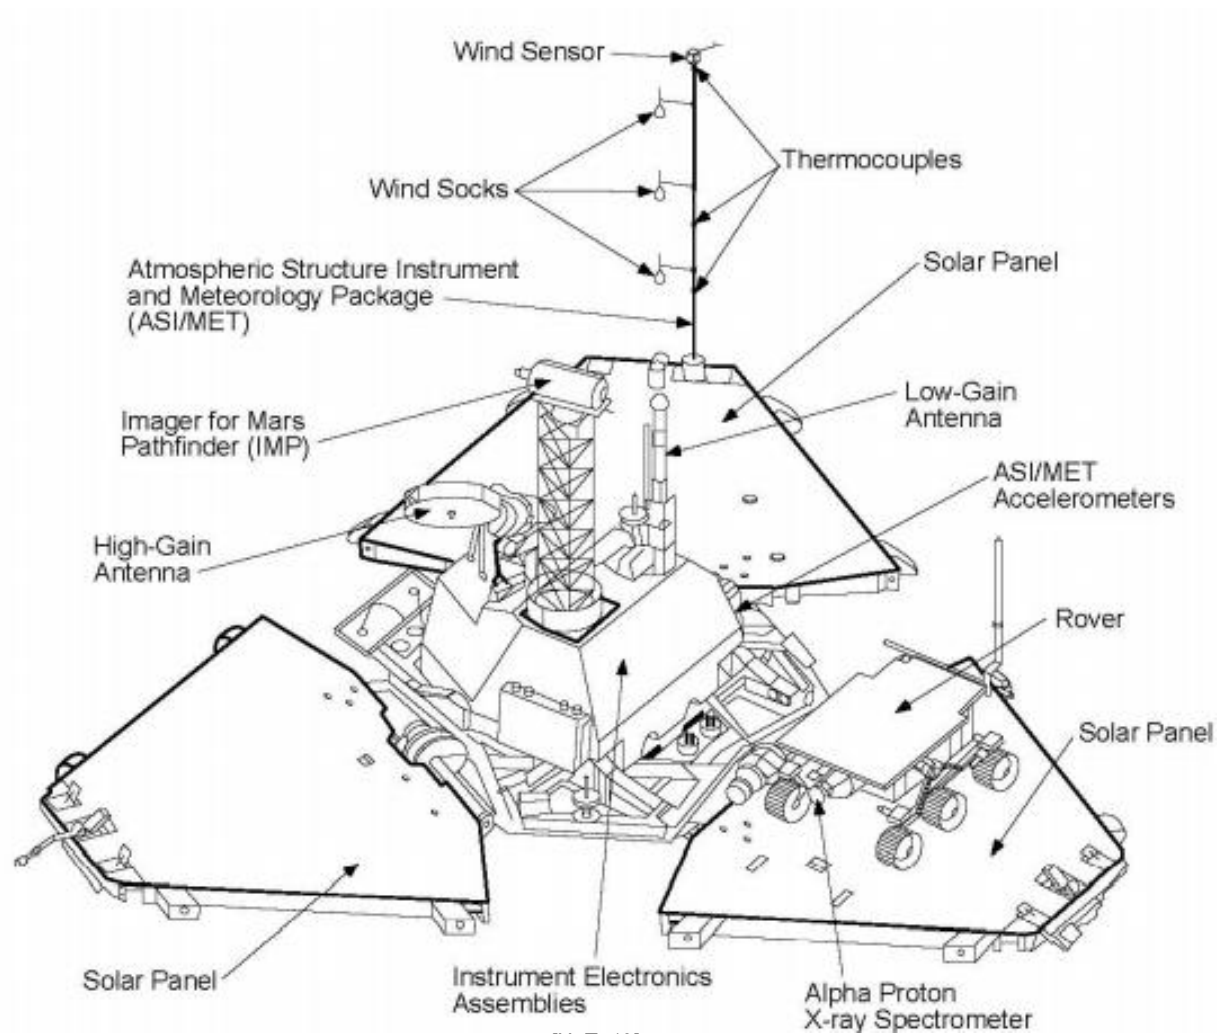 Wind Sensor
Thermocouples
Wind Socks
Solar Panel
Atmospheric Structure Instrument
and Meteorology Package
(ASI/MET)
Low-Gain
Antenna
Imager for Mars
Pathfinder (IMP)
ASI/MET
Accelerometers
High-Gain
Antenna
Rover
Solar Panel
Solar Panel
Instrument Electronics
Assemblies
Alpha Proton
X-ray Spectrometer